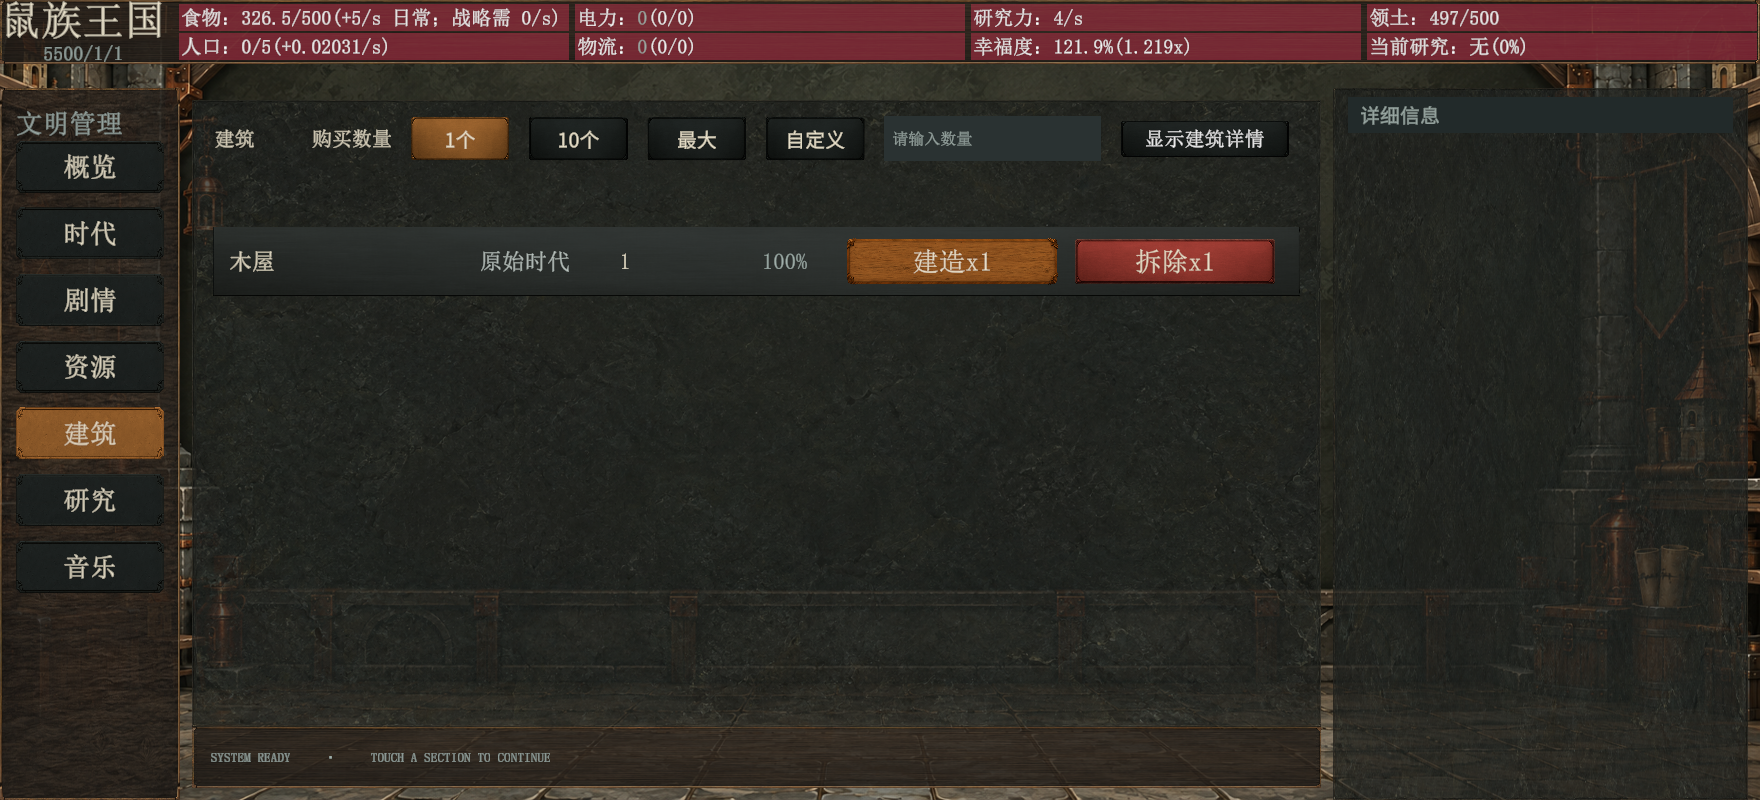 鼠族王国
5500/1/1
食物: 326.5/500(+5/s 日常; 战略需 0/s)
电力: 0(0/0)
研究力: 4/s
领土: 497/500
人口: 0/5(+0.02031/s)
物流: 0(0/0)
幸福度: 121.9%(1.219x)
当前研究: 无(0%)
文明管理
概览
时代
剧情
资源
建筑
研究
音乐
建筑 购买数量 1个 10个 最大 自定义 请输入数量 显示建筑详情
木屋 原始时代 1 100% 建造x1 拆除x1
详细信息
SYSTEM READY • TOUCH A SECTION TO CONTINUE